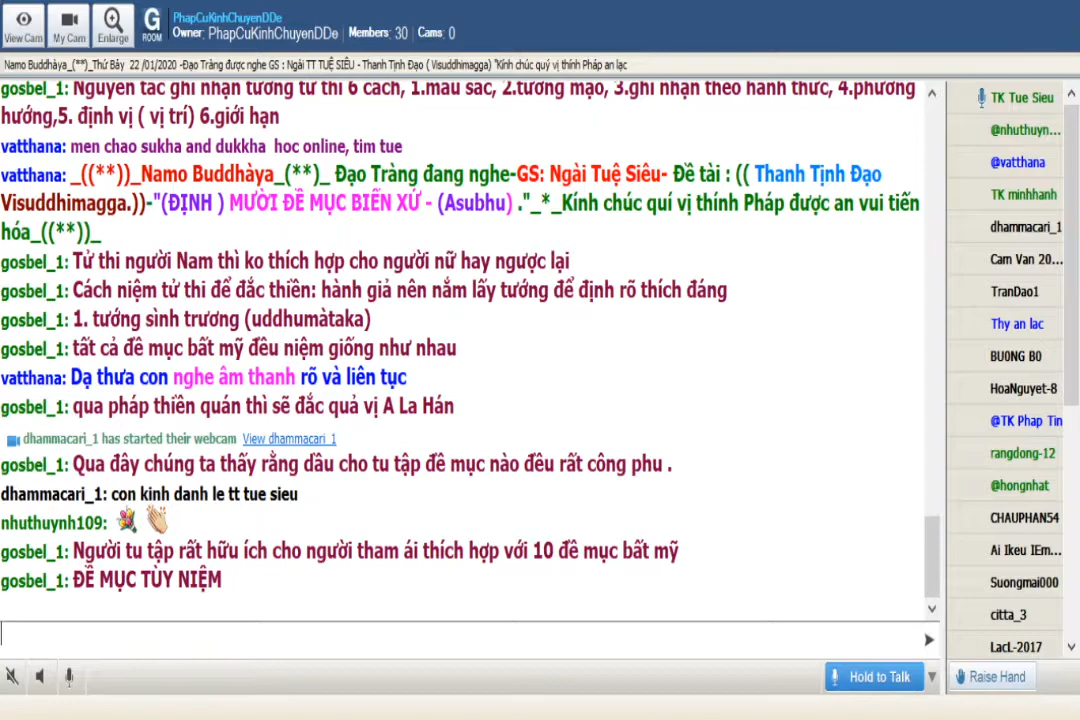 View Cam
My Cam
Enlarge
G
ROOM
PhapCuKinhChuyenDDe
Owner: PhapCuKinhChuyenDDe | Members: 30 | Cams: 0
Namo Buddhàya_(**)_Thứ Bảy 22 /01/2020 -Đạo Tràng được nghe GS : Ngài TT TUỆ SIÊU - Thanh Tịnh Đạo ( Visuddhimagga) "Kính chúc quý vị thính Pháp an lạc
gosbel_1: Nguyên tắc ghi nhận tướng tử thi 6 cách, 1.màu sắc, 2.tướng mạo, 3.ghi nhận theo hành thức, 4.phương
hướng,5. định vị ( vị trí) 6.giới hạn
vatthana: men chao sukha and dukkha hoc online, tim tue
vatthana: _((**))_Namo Buddhàya_(**)_ Đạo Tràng đang nghe-GS: Ngài Tuệ Siêu- Đề tài : (( Thanh Tịnh Đạo
Visuddhimagga.))-"(ĐỊNH ) MƯỜI ĐỀ MỤC BIẾN XỨ - (Asubhu) ."_*_Kính chúc quí vị thính Pháp được an vui tiến
hóa_((**))_
gosbel_1: Tử thi người Nam thì ko thích hợp cho người nữ hay ngược lại
gosbel_1: Cách niệm tử thi để đắc thiền: hành giả nên nắm lấy tướng để định rõ thích đáng
gosbel_1: 1. tướng sình trương (uddhumàtaka)
gosbel_1: tất cả đề mục bất mỹ đều niệm giống như nhau
vatthana: Dạ thưa con nghe âm thanh rõ và liên tục
gosbel_1: qua pháp thiền quán thì sẽ đắc quả vị A La Hán
dhammacari_1 has started their webcam View dhammacari_1
gosbel_1: Qua đây chúng ta thấy rằng dầu cho tu tập đề mục nào đều rất công phu .
dhammacari_1: con kinh danh le tt tue sieu
nhuthuynh109:
gosbel_1: Người tu tập rất hữu ích cho người tham ái thích hợp với 10 đề mục bất mỹ
gosbel_1: ĐỀ MỤC TÙY NIỆM
TK Tue Sieu
@nhuthuyn...
@vatthana
TK minhhanh
dhammacari_1
Cam Van 20...
TranDao1
Thy an lac
BU0NG B0
HoaNguyet-8
@TK Phap Tin
rangdong-12
@hongnhat
CHAUPHAN54
Ai Ikeu IEm...
Suongmai000
citta_3
LacL-2017
Hold to Talk
Raise Hand